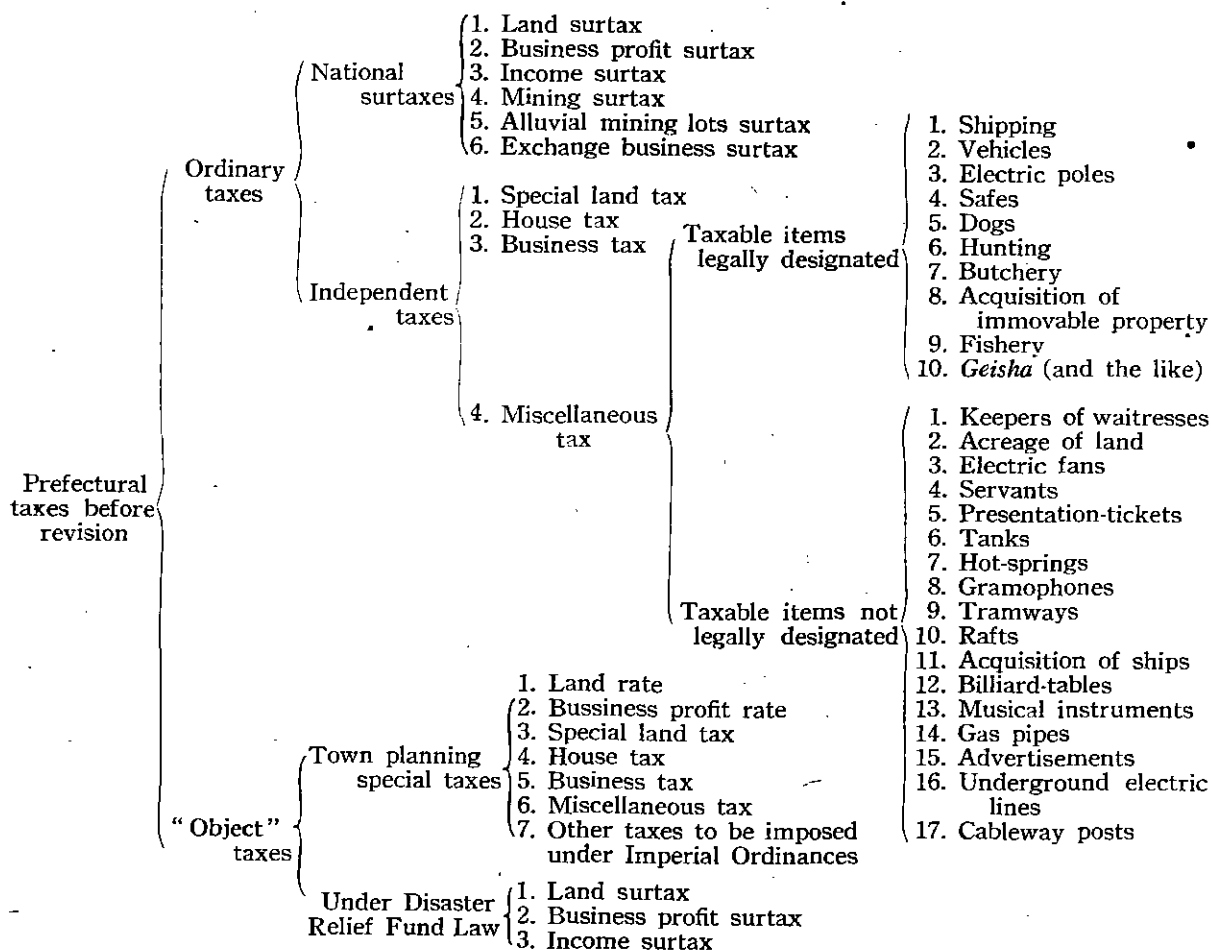 Prefectural
taxes before
revision
Ordinary
taxes
National
surtaxes
1. Land surtax
2. Business profit surtax
3. Income surtax
4. Mining surtax
5. Alluvial mining lots surtax
6. Exchange business surtax
Independent
taxes
1. Special land tax
2. House tax
3. Business tax
4. Miscellaneous
tax
Taxable items
legally designated
1. Shipping
2. Vehicles
3. Electric poles
4. Safes
5. Dogs
6. Hunting
7. Butchery
8. Acquisition of
immovable property
9. Fishery
10. Geisha (and the like)
Taxable items not
legally designated
1. Keepers of waitresses
2. Acreage of land
3. Electric fans
4. Servants
5. Presentation-tickets
6. Tanks
7. Hot-springs
8. Gramophones
9. Tramways
10. Rafts
11. Acquisition of ships
12. Billiard-tables
13. Musical instruments
14. Gas pipes
15. Advertisements
16. Underground electric
lines
17. Cableway posts
"Object"
taxes
Town planning
special taxes
1. Land rate
2. Bussiness profit rate
3. Special land tax
4. House tax
5. Business tax
6. Miscellaneous tax
7. Other taxes to be imposed
under Imperial Ordinances
Under Disaster
Relief Fund Law
1. Land surtax
2. Business profit surtax
3. Income surtax